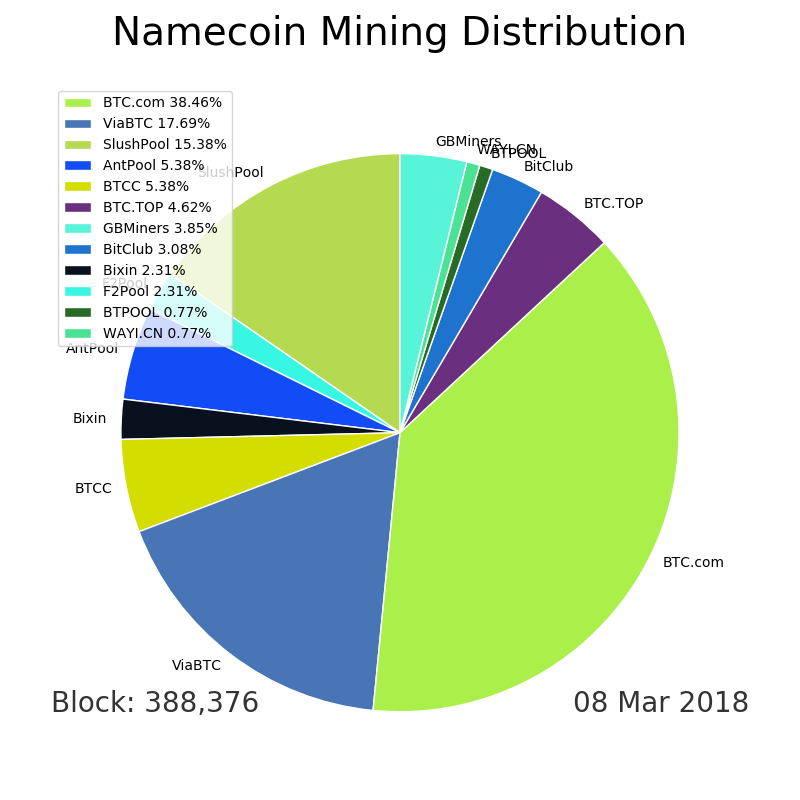 Namecoin Mining Distribution
BTC.com 38.46%
ViaBTC 17.69%
SlushPool 15.38%
AntPool 5.38%
BTCC 5.38%
BTC.TOP 4.62%
GBMiners 3.85%
BitClub 3.08%
Bixin 2.31%
F2Pool 2.31%
BTPOOL 0.77%
WAYI.CN 0.77%
GBMiners
WAYI.CN
BTPOOL
BitClub
BTC.TOP
SlushPool
F2Pool
AntPool
Bixin
BTCC
BTC.com
ViaBTC
Block: 388,376
08 Mar 2018